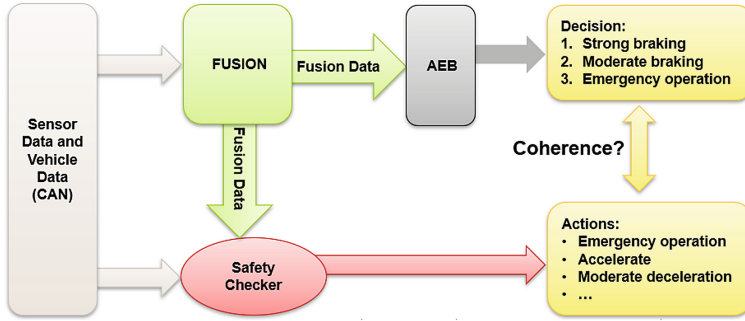 Sensor
Data and
Vehicle
Data
(CAN)
FUSION
Fusion Data
AEB
Decision:
1. Strong braking
2. Moderate braking
3. Emergency operation
Fusion Data
Coherence?
Safety
Checker
Actions:
• Emergency operation
• Accelerate
• Moderate deceleration
• ...